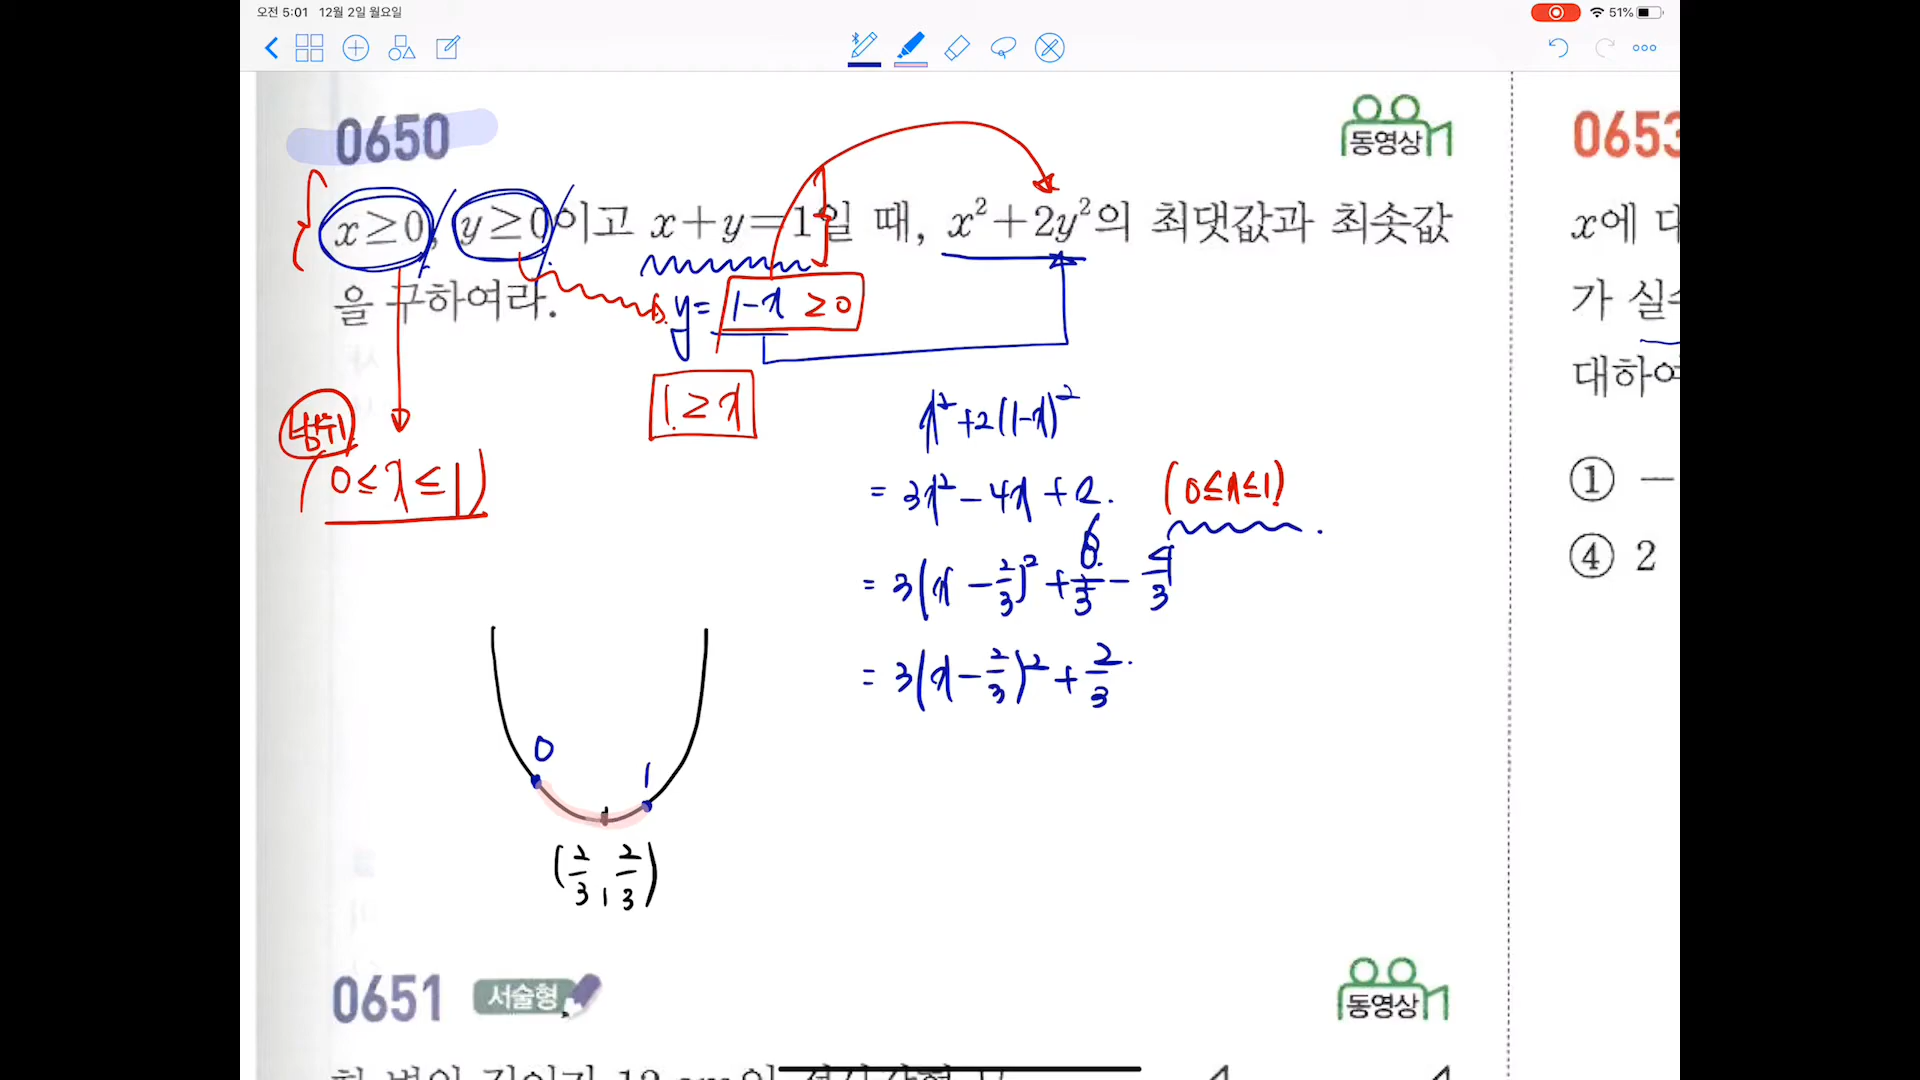 오전 5:01 12월 2일 월요일
51%
0650
동영상
x≥0, y≥0이고 x+y=1일 때, x²+2y²의 최댓값과 최솟값
을 구하여라.
y= 1-x ≥0
1 ≥ x
범위
(0≤x≤1)
x²+2(1-x)²
= 3x²-4x+2. (0≤x≤1)
= 3(x-2/3)²+6/3-4/3
= 3(x-2/3)²+2/3
0
1
(2/3, 2/3)
0651 서술형
동영상
0653
x에 대
가 실수
대하여
① -
④ 2